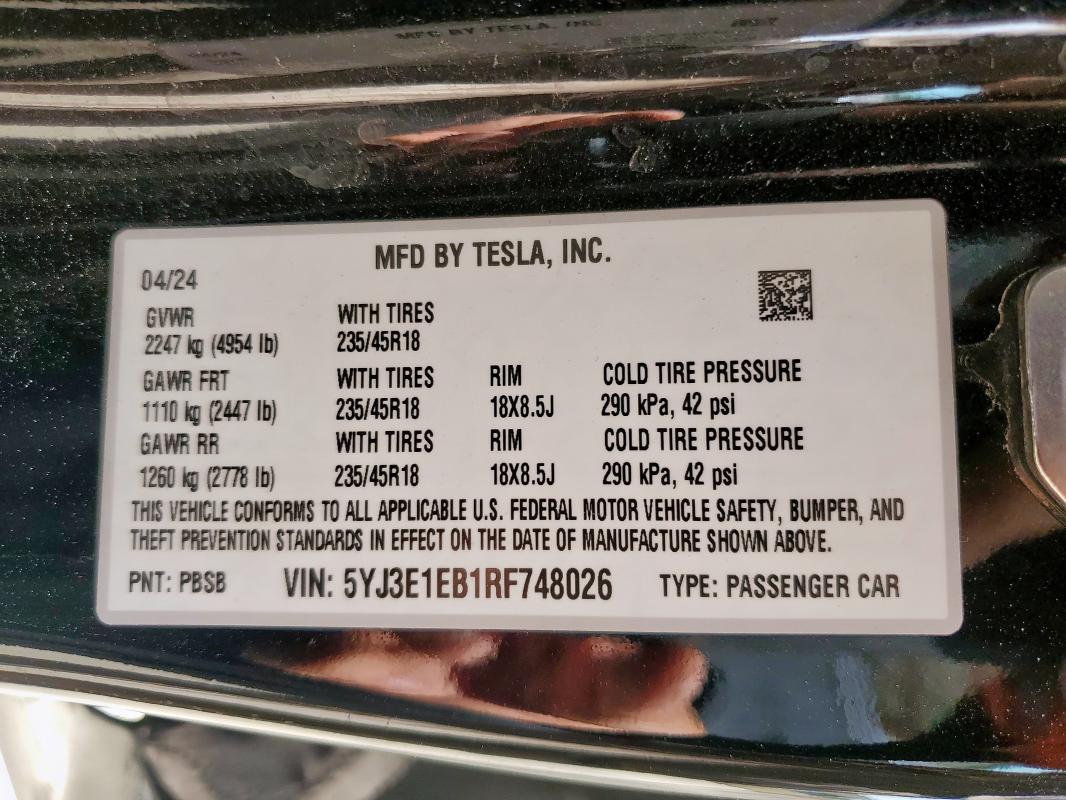 MFD BY TESLA, INC.
04/24
GVWR WITH TIRES
2247 kg (4954 lb) 235/45R18
GAWR FRT WITH TIRES RIM COLD TIRE PRESSURE
1110 kg (2447 lb) 235/45R18 18X8.5J 290 kPa, 42 psi
GAWR RR WITH TIRES RIM COLD TIRE PRESSURE
1260 kg (2778 lb) 235/45R18 18X8.5J 290 kPa, 42 psi
THIS VEHICLE CONFORMS TO ALL APPLICABLE U.S. FEDERAL MOTOR VEHICLE SAFETY, BUMPER, AND
THEFT PREVENTION STANDARDS IN EFFECT ON THE DATE OF MANUFACTURE SHOWN ABOVE.
PNT: PBSB VIN: 5YJ3E1EB1RF748026 TYPE: PASSENGER CAR